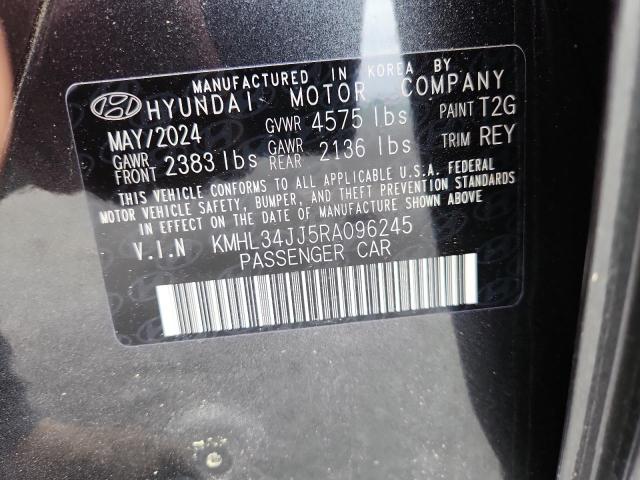 MANUFACTURED IN KOREA BY
HYUNDAI MOTOR COMPANY
MAY/2024 GVWR 4575 lbs PAINT T2G
GAWR FRONT 2383 lbs GAWR REAR 2136 lbs TRIM REY
THIS VEHICLE CONFORMS TO ALL APPLICABLE U.S.A. FEDERAL
MOTOR VEHICLE SAFETY, BUMPER, AND THEFT PREVENTION STANDARDS
IN EFFECT ON THE DATE OF MANUFACTURE SHOWN ABOVE
V.I.N KMHL34JJ5RA096245
PASSENGER CAR